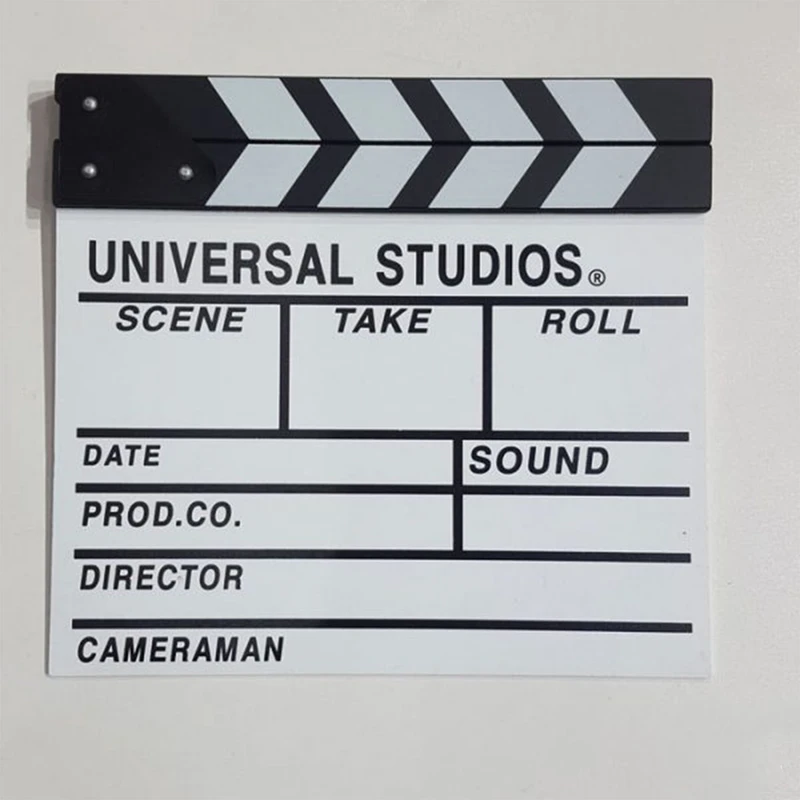 UNIVERSAL STUDIOS®
SCENE TAKE ROLL
DATE SOUND
PROD.CO.
DIRECTOR
CAMERAMAN